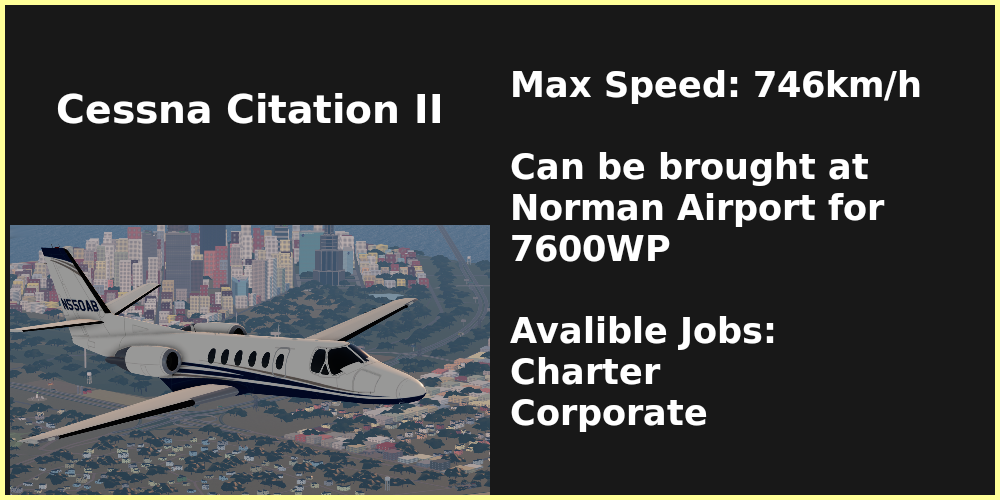 Cessna Citation II
Max Speed: 746km/h
Can be brought at
Norman Airport for
7600WP
Avalible Jobs:
Charter
Corporate
N550AB